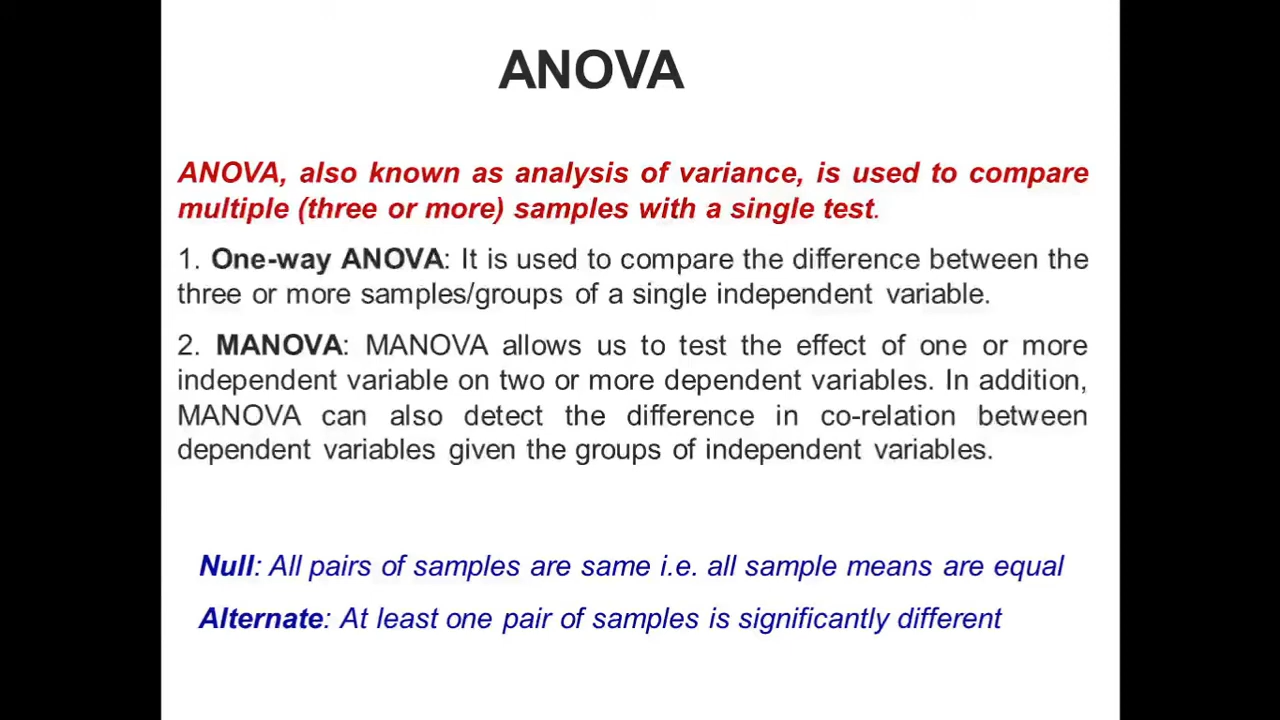 ANOVA
ANOVA, also known as analysis of variance, is used to compare
multiple (three or more) samples with a single test.
1. One-way ANOVA: It is used to compare the difference between the
three or more samples/groups of a single independent variable.
2. MANOVA: MANOVA allows us to test the effect of one or more
independent variable on two or more dependent variables. In addition,
MANOVA can also detect the difference in co-relation between
dependent variables given the groups of independent variables.
Null: All pairs of samples are same i.e. all sample means are equal
Alternate: At least one pair of samples is significantly different